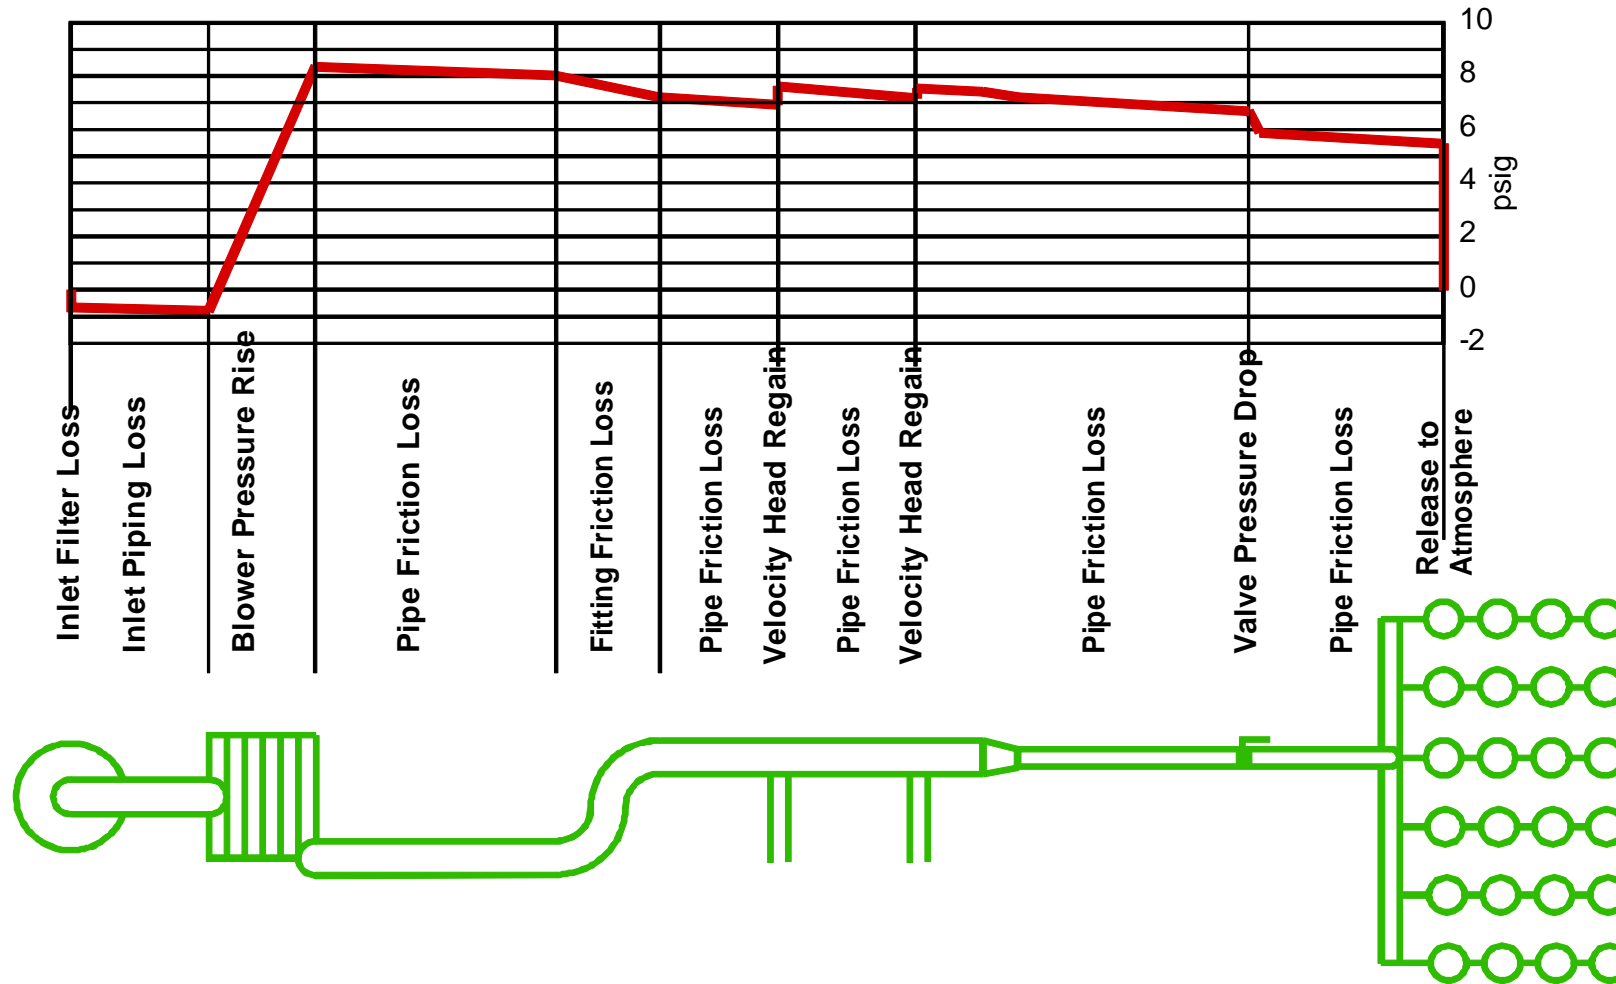 10
8
6
4
2
0
-2
psig
Inlet Filter Loss
Inlet Piping Loss
Blower Pressure Rise
Pipe Friction Loss
Fitting Friction Loss
Pipe Friction Loss
Velocity Head Regain
Pipe Friction Loss
Velocity Head Regain
Pipe Friction Loss
Valve Pressure Drop
Pipe Friction Loss
Release to
Atmosphere